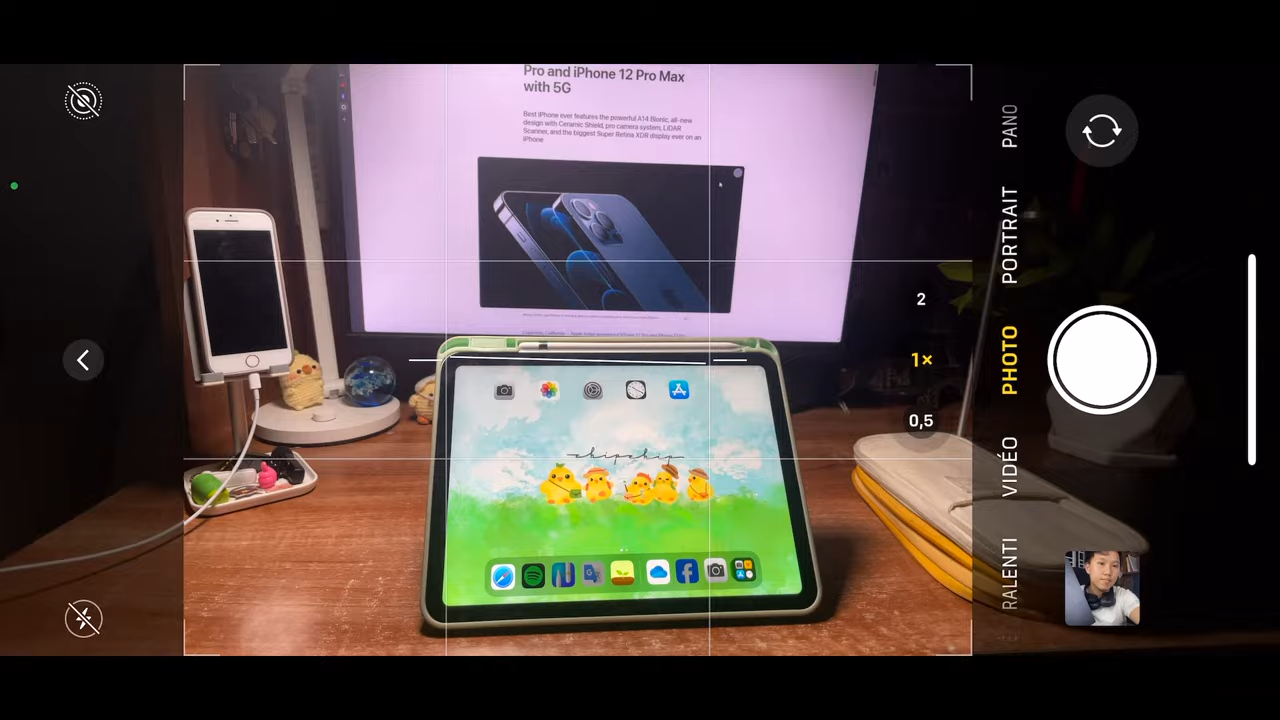 Pro and iPhone 12 Pro Max
with 5G
Best iPhone ever features the powerful A14 Bionic, all-new
design with Ceramic Shield, pro camera system, LiDAR
Scanner, and the biggest Super Retina XDR display ever on an
iPhone
chipchip
2
1×
0,5
PANO
PORTRAIT
PHOTO
VIDÉO
RALENTI